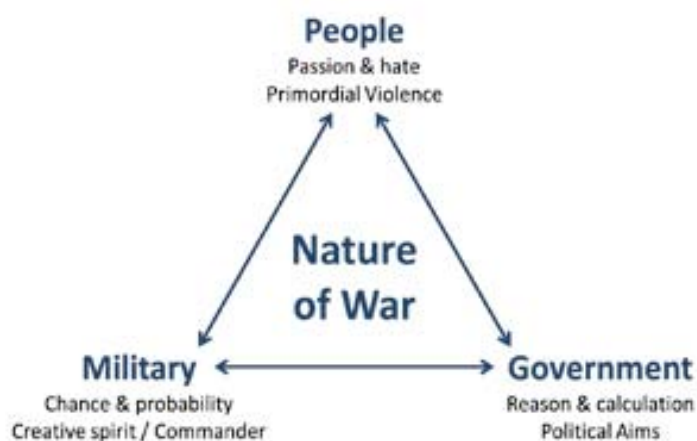 People
Passion & hate
Primordial Violence
Nature
of War
Military
Chance & probability
Creative spirit / Commander
Government
Reason & calculation
Political Aims